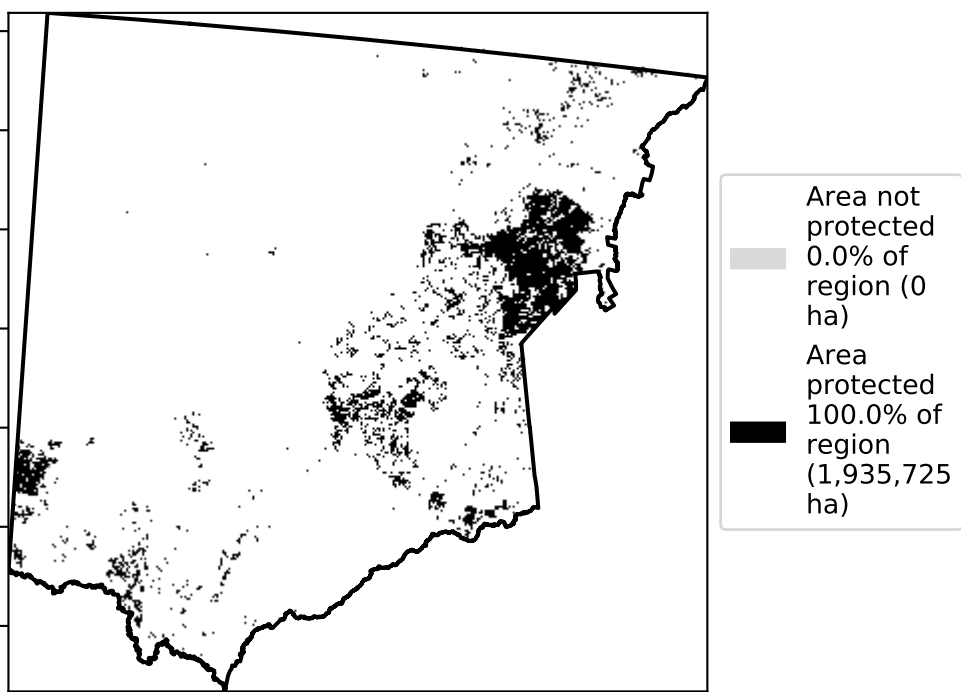 Area not
protected
0.0% of
region (0
ha)
Area
protected
100.0% of
region
(1,935,725
ha)